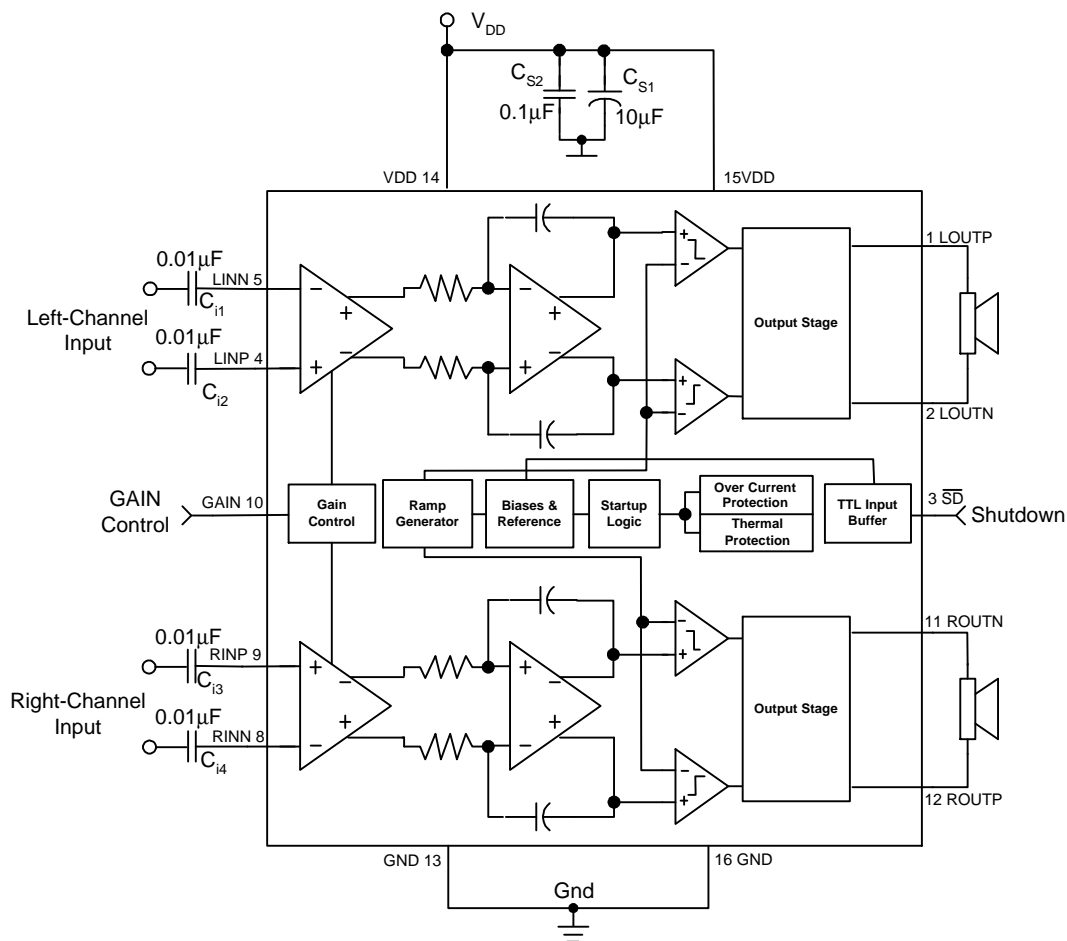 V_DD
C_S2
C_S1
0.1μF
10μF
VDD 14
15VDD
0.01μF
LINN 5
C_i1
Left-Channel
Input
0.01μF
LINP 4
C_i2
+
−
+
−
Output Stage
1 LOUTP
2 LOUTN
GAIN
Control
GAIN 10
Gain
Control
Ramp
Generator
Biases &
Reference
Startup
Logic
Over Current
Protection
Thermal
Protection
TTL Input
Buffer
3 S̅D̅
Shutdown
0.01μF
RINP 9
C_i3
Right-Channel
Input
0.01μF
RINN 8
C_i4
Output Stage
11 ROUTN
12 ROUTP
GND 13
16 GND
Gnd